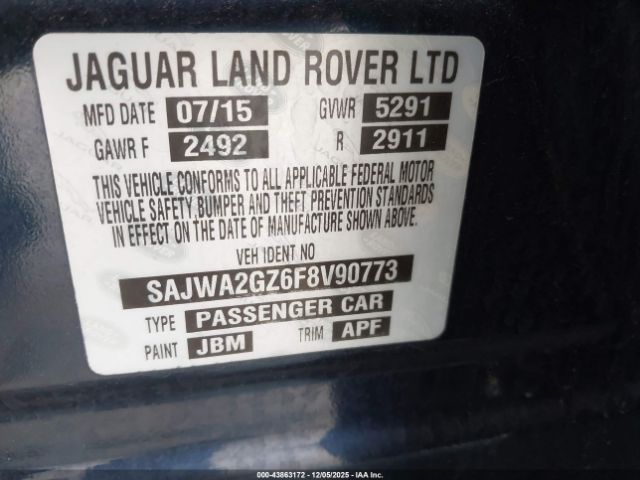 JAGUAR LAND ROVER LTD
MFD DATE 07/15 GVWR 5291
GAWR F 2492 R 2911
THIS VEHICLE CONFORMS TO ALL APPLICABLE FEDERAL MOTOR
VEHICLE SAFETY,BUMPER AND THEFT PREVENTION STANDARDS
IN EFFECT ON THE DATE OF MANUFACTURE SHOWN ABOVE.
VEH IDENT NO
SAJWA2GZ6F8V90773
TYPE PASSENGER CAR
PAINT JBM TRIM APF
000-43863172 - 12/05/2025 - IAA Inc.